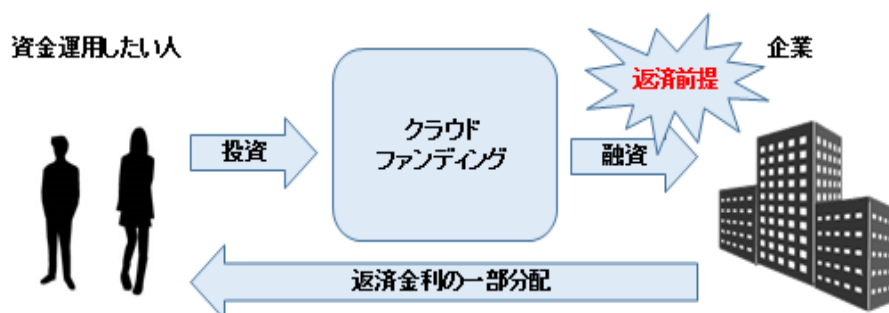 資金運用したい人
企業
返済前提
投資
クラウド
ファンディング
融資
返済金利の一部分配